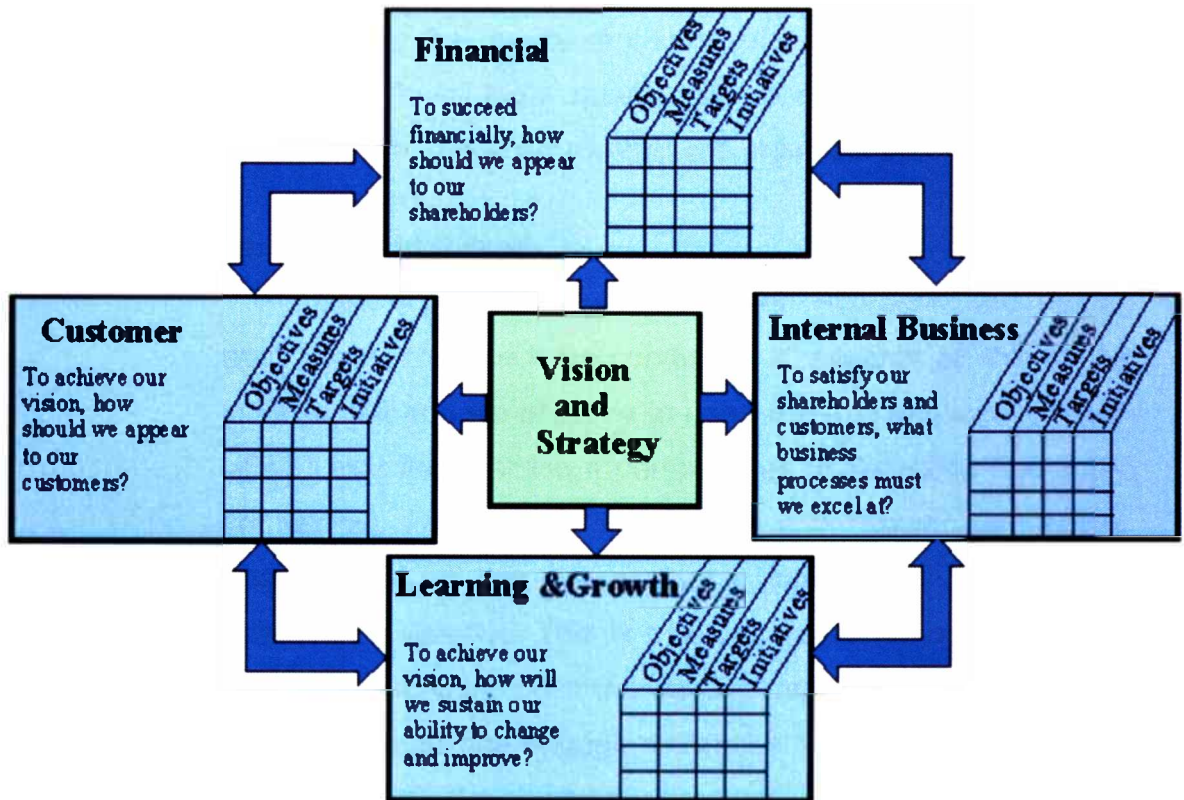 Financial
To succeed
financially, how
should we appear
to our
shareholders?
Objectives
Measures
Targets
Initiatives
Customer
To achieve our
vision, how
should we appear
to our
customers?
Objectives
Measures
Targets
Initiatives
Vision
and
Strategy
Internal Business
To satisfy our
shareholders and
customers, what
business
processes must
we excel at?
Objectives
Measures
Targets
Initiatives
Learning &Growth
To achieve our
vision, how will
we sustain our
ability to change
and improve?
Objectives
Measures
Targets
Initiatives